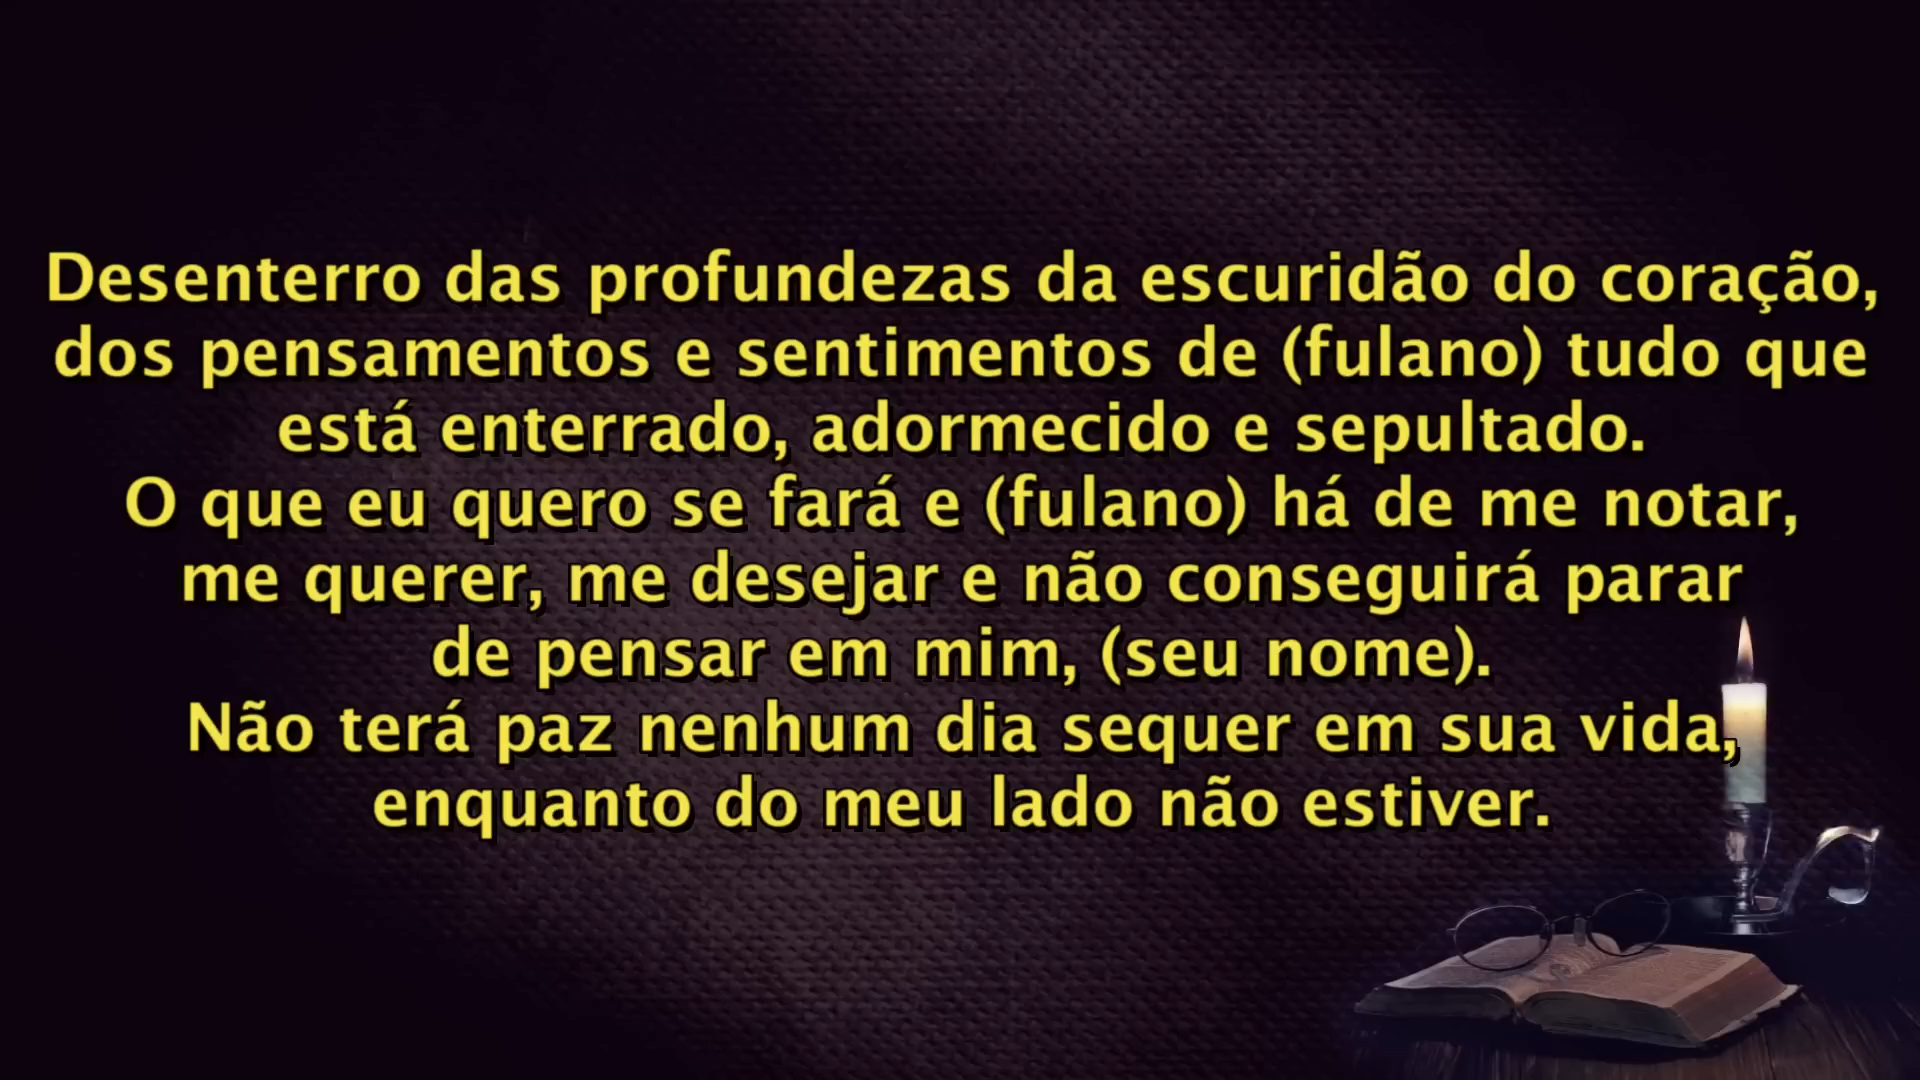 Desenterro das profundezas da escuridão do coração,
dos pensamentos e sentimentos de (fulano) tudo que
está enterrado, adormecido e sepultado.
O que eu quero se fará e (fulano) há de me notar,
me querer, me desejar e não conseguirá parar
de pensar em mim, (seu nome).
Não terá paz nenhum dia sequer em sua vida,
enquanto do meu lado não estiver.